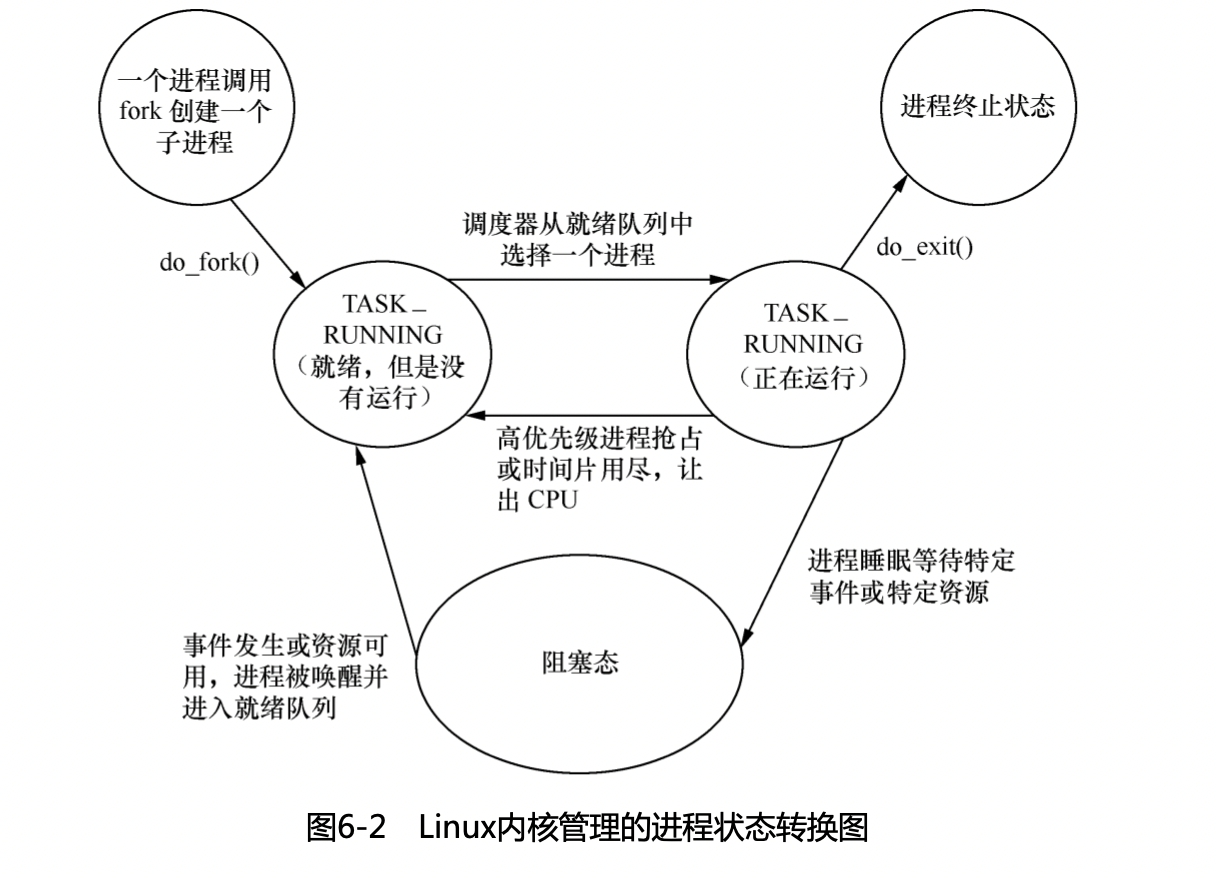 一个进程调用
fork 创建一个
子进程
进程终止状态
do_fork()
调度器从就绪队列中
选择一个进程
do_exit()
TASK_
RUNNING
（就绪，但是没
有运行）
TASK_
RUNNING
（正在运行）
高优先级进程抢占
或时间片用尽，让
出 CPU
进程睡眠等待特定
事件或特定资源
事件发生或资源可
用，进程被唤醒并
进入就绪队列
阻塞态
图6-2 Linux内核管理的进程状态转换图